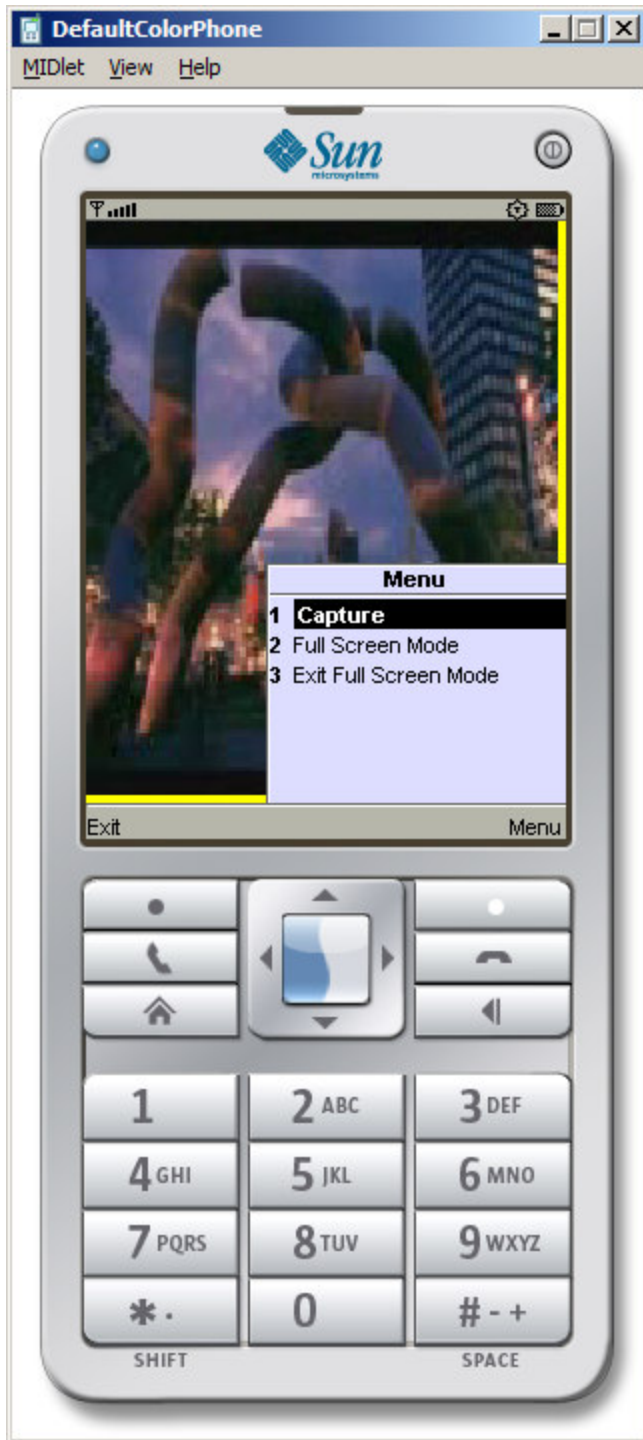 DefaultColorPhone
MIDlet View Help
Sun
microsystems
Menu
1 Capture
2 Full Screen Mode
3 Exit Full Screen Mode
Exit Menu
1 2 ABC 3 DEF
4 GHI 5 JKL 6 MNO
7 PQRS 8 TUV 9 WXYZ
* . 0 # - +
SHIFT SPACE